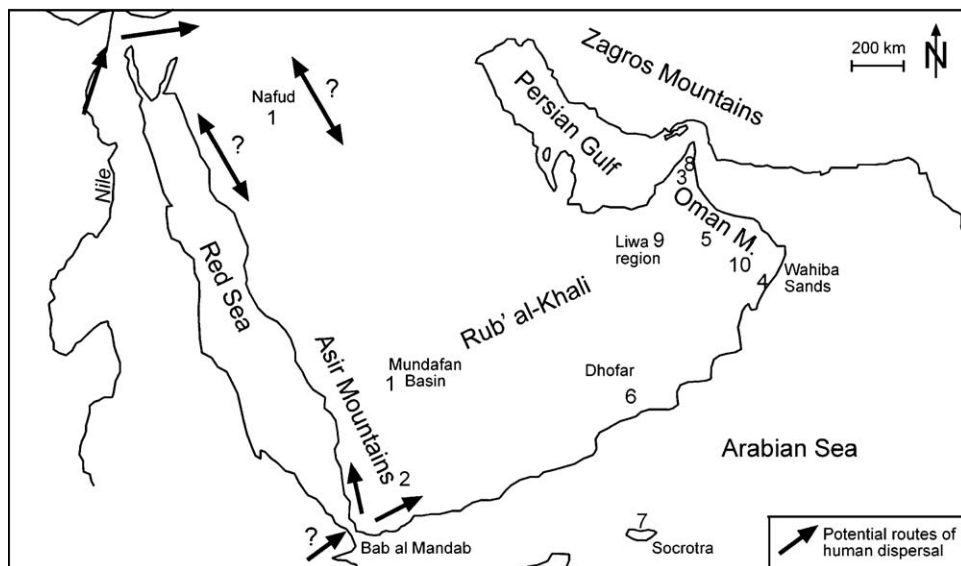 200 km
N
Zagros Mountains
?
Nafud
1
?
Persian Gulf
Nile
8
3
Oman M.
Liwa 9
region
5
10
Wahiba
Sands
4
Red Sea
Rub' al-Khali
Asir Mountains
Mundafan
1 Basin
Dhofar
6
Arabian Sea
2
7
?
Bab al Mandab
Socrotra
Potential routes of
human dispersal